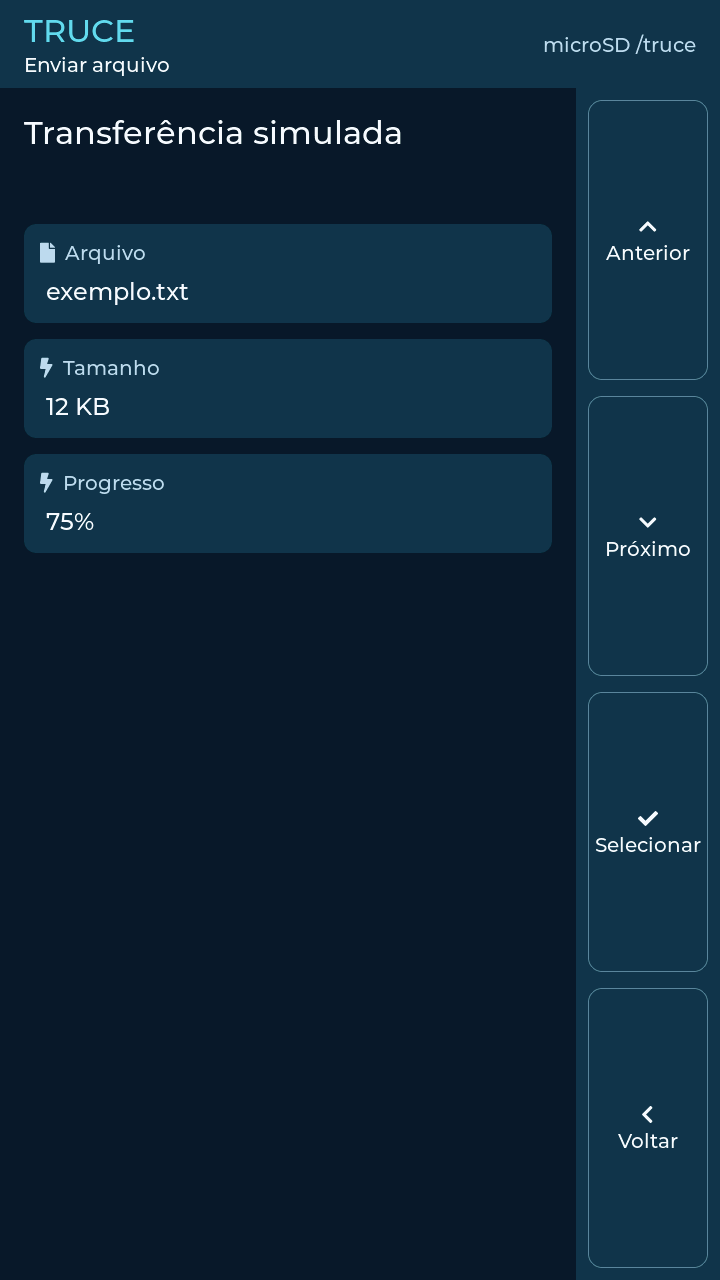 TRUCE
Enviar arquivo
microSD /truce
Transferência simulada
Arquivo
exemplo.txt
Tamanho
12 KB
Progresso
75%
Anterior
Próximo
Selecionar
Voltar